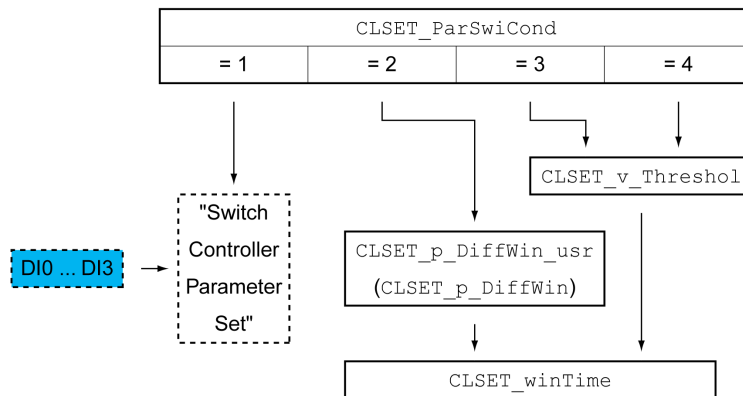 CLSET_ParSwiCond
= 1 = 2 = 3 = 4
CLSET_v_Threshol
"Switch
Controller
Parameter
Set"
DI0 ... DI3
CLSET_p_DiffWin_usr
(CLSET_p_DiffWin)
CLSET_winTime